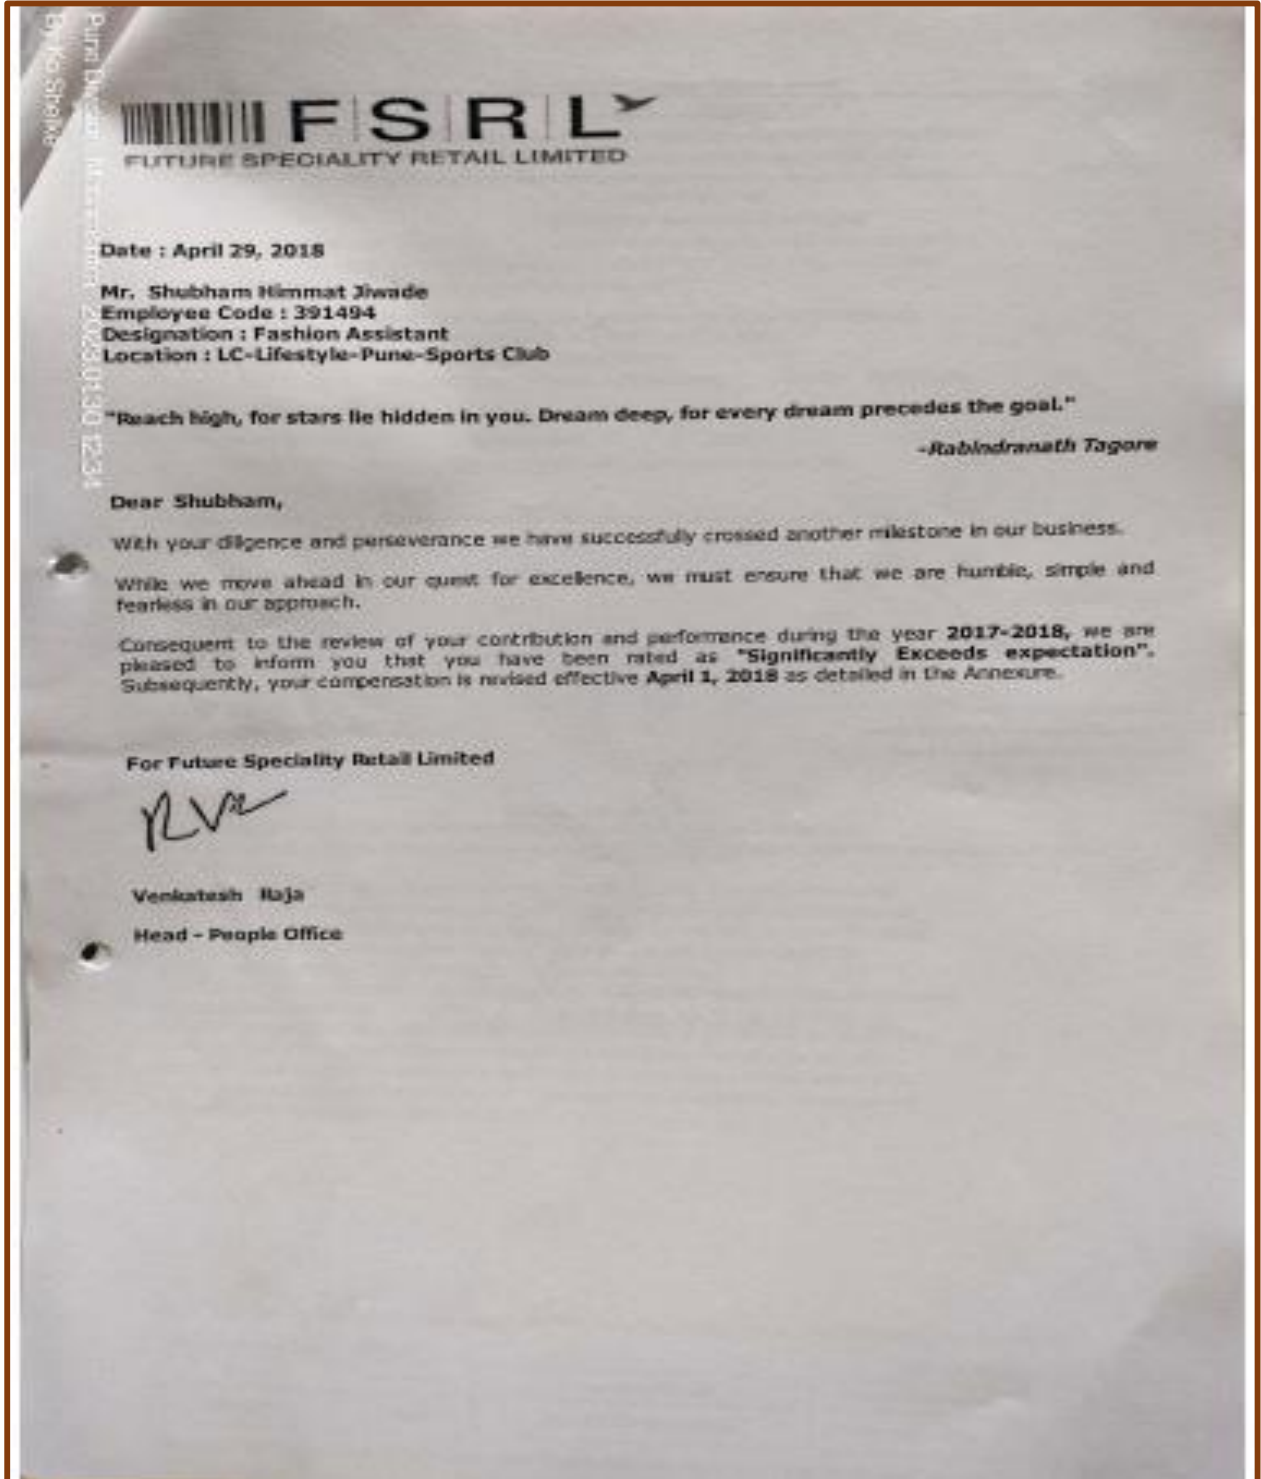 FSRL
FUTURE SPECIALITY RETAIL LIMITED
Date : April 29, 2018
Mr. Shubham Himmat Jiwade
Employee Code : 391494
Designation : Fashion Assistant
Location : LC-Lifestyle-Pune-Sports Club
"Reach high, for stars lie hidden in you. Dream deep, for every dream precedes the goal."
-Rabindranath Tagore
Dear Shubham,
With your diligence and perseverance we have successfully crossed another milestone in our business.
While we move ahead in our quest for excellence, we must ensure that we are humble, simple and
fearless in our approach.
Consequent to the review of your contribution and performance during the year 2017-2018, we are
pleased to inform you that you have been rated as "Significantly Exceeds expectation".
Subsequently, your compensation is revised effective April 1, 2018 as detailed in the Annexure.
For Future Speciality Retail Limited
Venkatesh Raja
Head - People Office